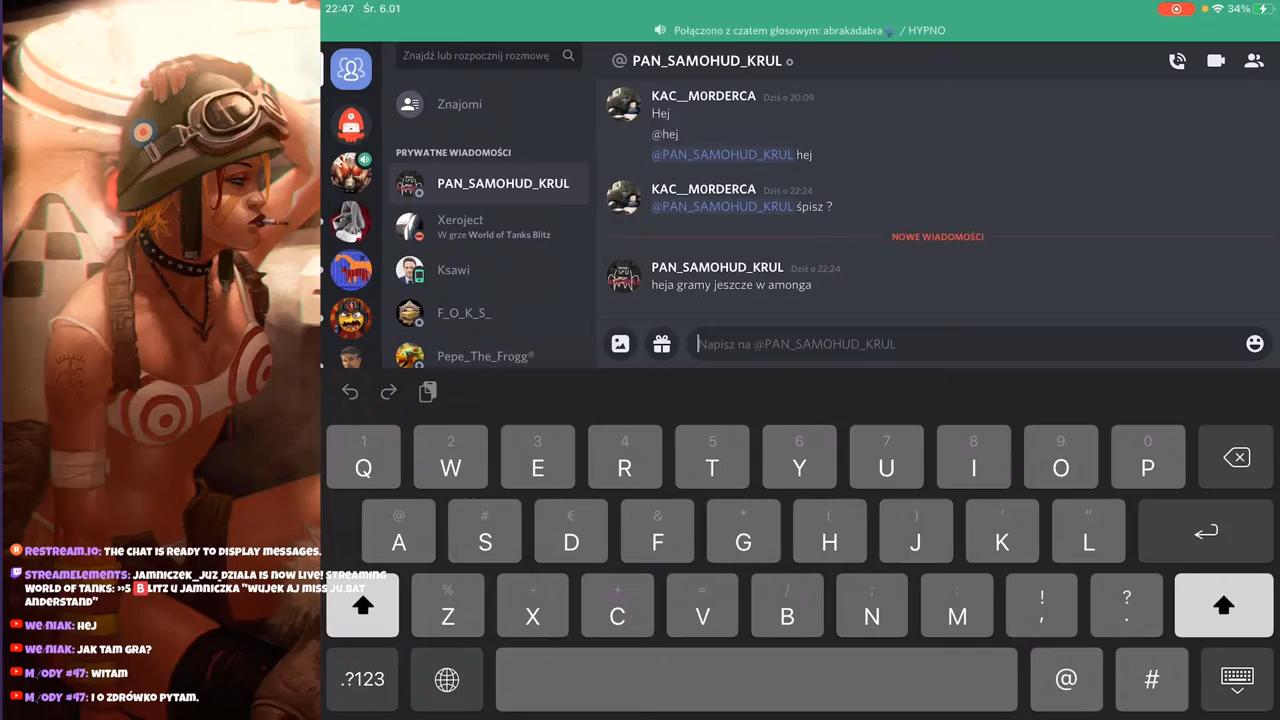 22:47 Śr. 6.01
34%
Połączono z czatem głosowym: abrakadabra / HYPNO
Znajdź lub rozpocznij rozmowę
Znajomi
PRYWATNE WIADOMOŚCI
PAN_SAMOHUD_KRUL
Xeroject
W grze World of Tanks Blitz
Ksawi
F_O_K_S_
Pepe_The_Frogg®
@ PAN_SAMOHUD_KRUL
KAC__M0RDERCA Dziś o 20:09
Hej
@hej
@PAN_SAMOHUD_KRUL hej
KAC__M0RDERCA Dziś o 22:24
@PAN_SAMOHUD_KRUL śpisz ?
NOWE WIADOMOŚCI
PAN_SAMOHUD_KRUL Dziś o 22:24
heja gramy jeszcze w amonga
Napisz na @PAN_SAMOHUD_KRUL
1 2 3 4 5 6 7 8 9 0
Q W E R T Y U I O P
@ # € & * ( ) ' "
A S D F G H J K L
% - + = / ; : ! ?
Z X C V B N M , .
.?123 @ #
RESTREAM.IO: THE CHAT IS READY TO DISPLAY MESSAGES.
STREAMELEMENTS: JAMNICZEK_JUZ_DZIALA IS NOW LIVE! STREAMING
WORLD OF TANKS: »5 BLITZ U JAMNICZKA "WUJEK AJ MISS JU.BAT
ANDERSTAND"
HEJ
JAK TAM GRA?
#47: WITAM
#47: I O ZDRÓWKO PYTAM.